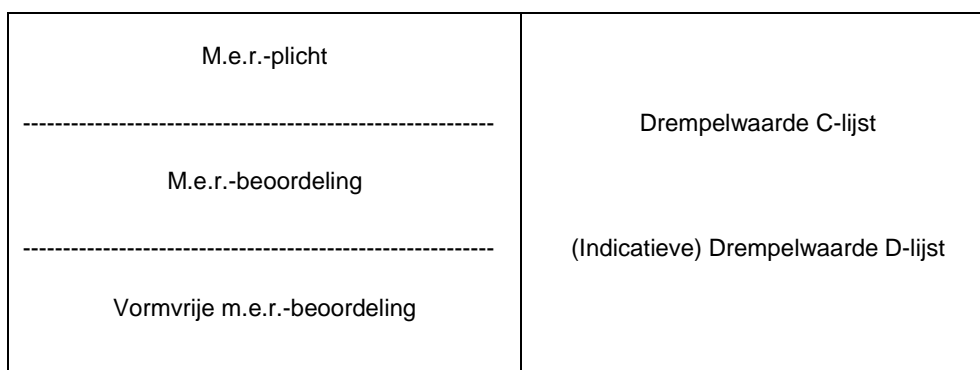 M.e.r.-plicht
------------------------------------------------------------
Drempelwaarde C-lijst
M.e.r.-beoordeling
------------------------------------------------------------
(Indicatieve) Drempelwaarde D-lijst
Vormvrije m.e.r.-beoordeling